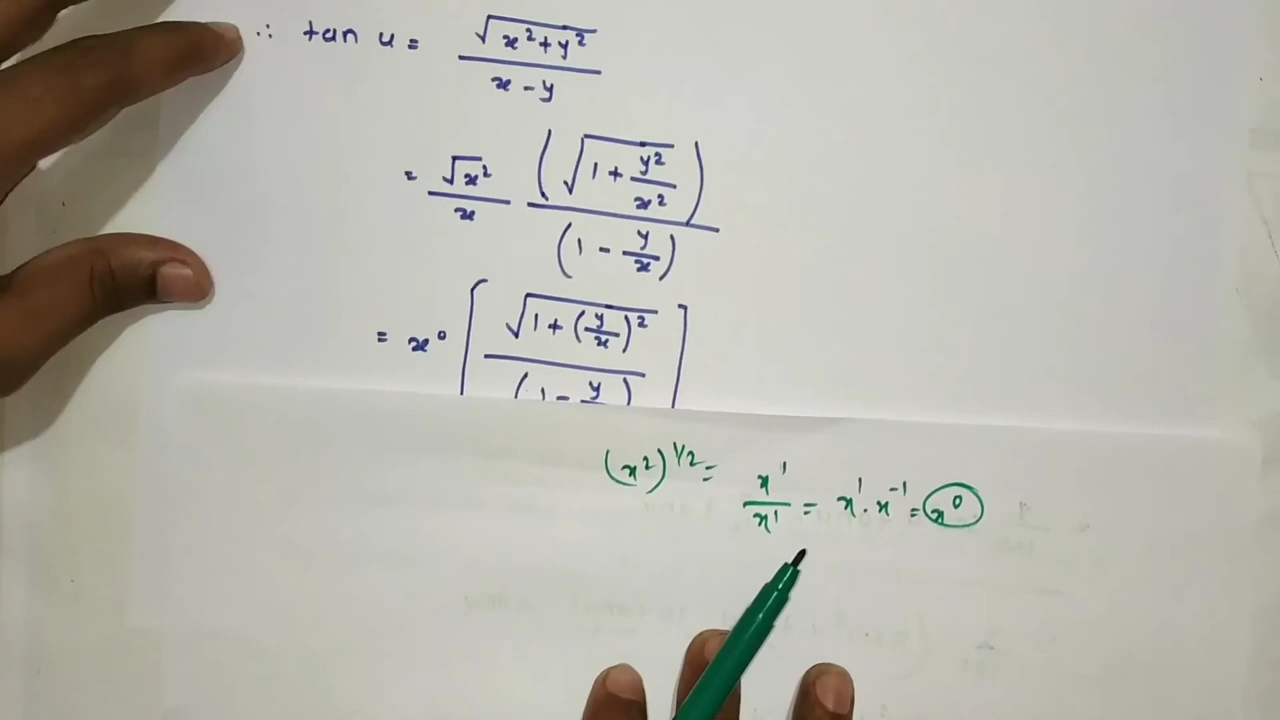 ∴ tan u = √(x²+y²) / (x - y)
= √x² / x (√(1 + y²/x²)) / (1 - y/x)
= x⁰ [ √(1 + (y/x)²) / (1 - y/x) ]
(x²)^1/2 = x¹/x¹ = x¹ · x⁻¹ = x⁰